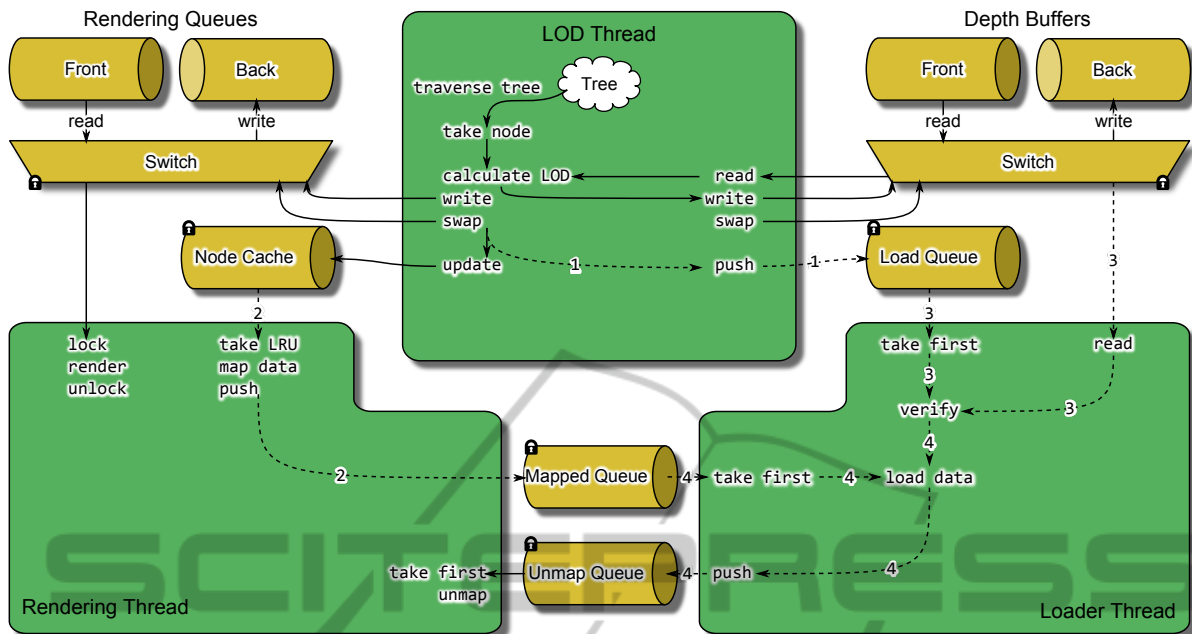 Rendering Queues
Front
Back
read
write
Switch
LOD Thread
Tree
traverse tree
take node
calculate LOD
read
write
write
swap
swap
update
1
push
1
Depth Buffers
Front
Back
read
write
Switch
Node Cache
Load Queue
2
3
3
lock
render
unlock
take LRU
map data
push
take first
read
3
verify
3
4
2
Mapped Queue
4
take first
4
load data
take first
unmap
Unmap Queue
4
push
4
Rendering Thread
Loader Thread
SCITEPRESS